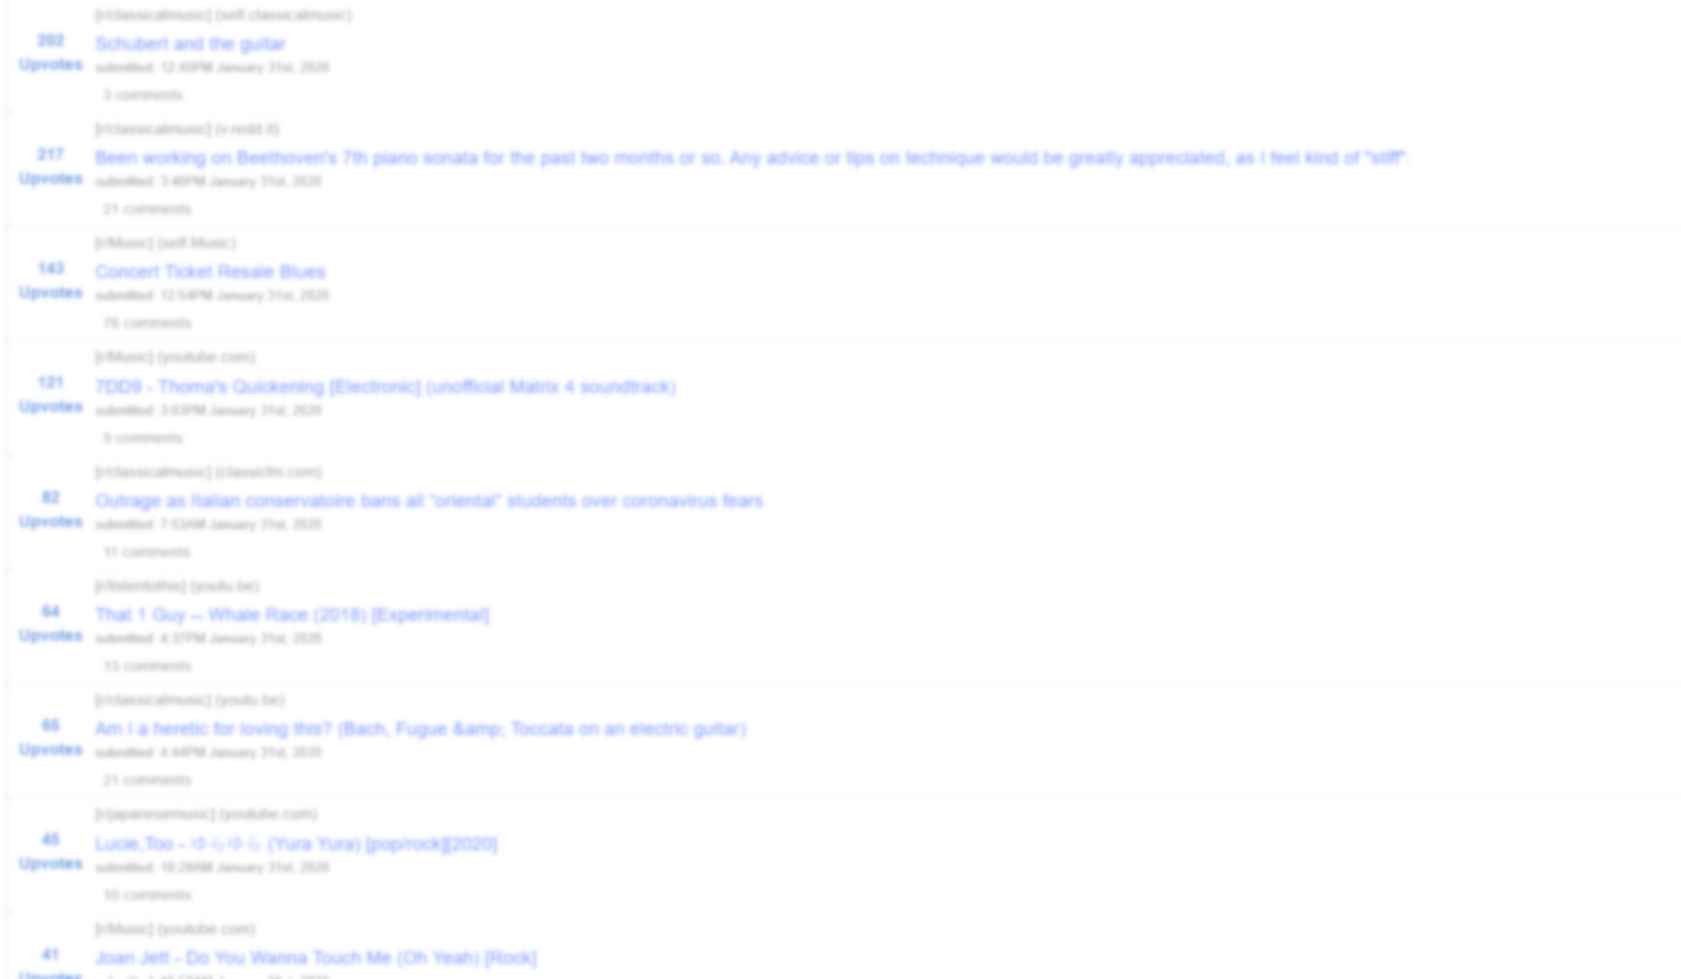 [r/classicalmusic] (self.classicalmusic)
202
Upvotes
Schubert and the guitar
submitted: 12:45PM January 31st, 2020
3 comments
[r/classicalmusic] (v.redd.it)
217
Upvotes
Been working on Beethoven's 7th piano sonata for the past two months or so. Any advice or tips on technique would be greatly appreciated, as I feel kind of "stiff".
submitted: 3:48PM January 31st, 2020
21 comments
[r/Music] (self.Music)
143
Upvotes
Concert Ticket Resale Blues
submitted: 12:54PM January 31st, 2020
78 comments
[r/Music] (youtube.com)
121
Upvotes
7DD9 - Thoma's Quickening [Electronic] (unofficial Matrix 4 soundtrack)
submitted: 3:03PM January 31st, 2020
9 comments
[r/classicalmusic] (classicfm.com)
82
Upvotes
Outrage as Italian conservatoire bans all “oriental” students over coronavirus fears
submitted: 7:53AM January 31st, 2020
11 comments
[r/listentothis] (youtu.be)
64
Upvotes
That 1 Guy -- Whale Race (2018) [Experimental]
submitted: 4:37PM January 31st, 2020
13 comments
[r/classicalmusic] (youtu.be)
65
Upvotes
Am I a heretic for loving this? (Bach, Fugue &amp; Toccata on an electric guitar)
submitted: 4:44PM January 31st, 2020
21 comments
[r/japanesemusic] (youtube.com)
45
Upvotes
Lucie,Too - ゆらゆら (Yura Yura) [pop/rock][2020]
submitted: 10:28AM January 31st, 2020
10 comments
[r/Music] (youtube.com)
41
Upvotes
Joan Jett - Do You Wanna Touch Me (Oh Yeah) [Rock]